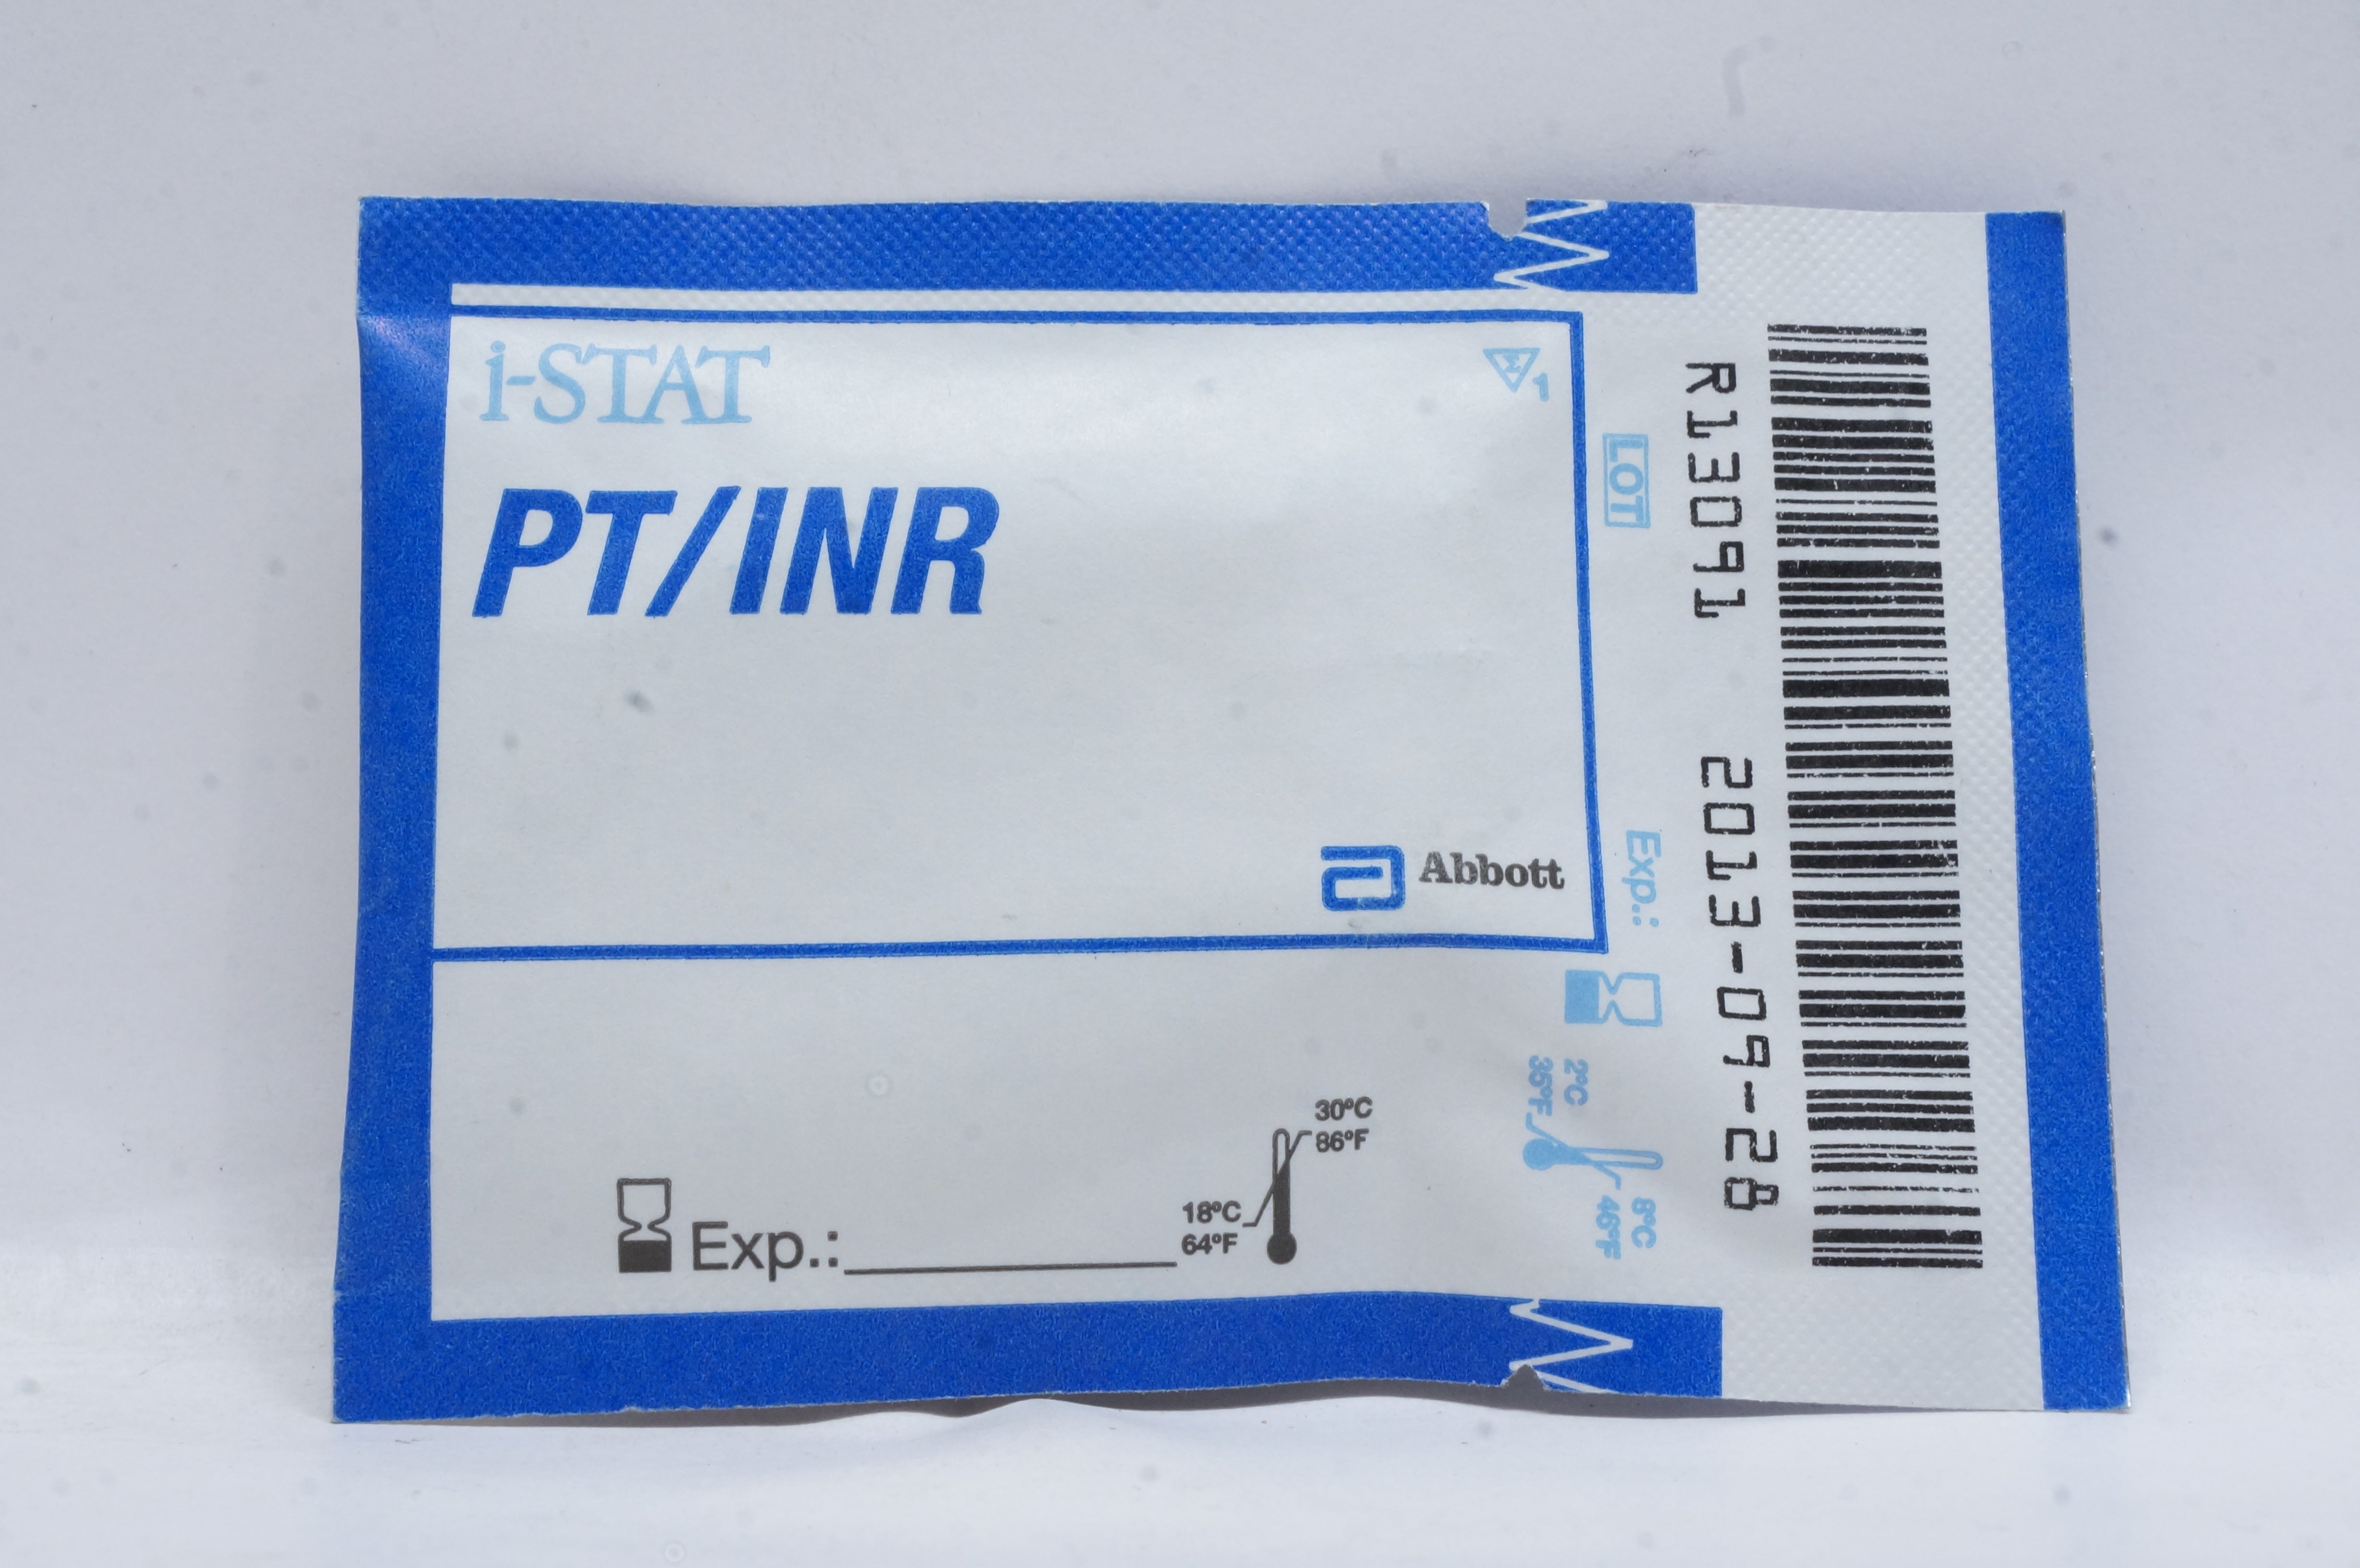 i-STAT
Σ 1
PT/INR
Abbott
Exp.:
18°C
64°F
30°C
86°F
LOT
R13091
Exp.:
2013-09-28
2°C
35°F
8°C
46°F